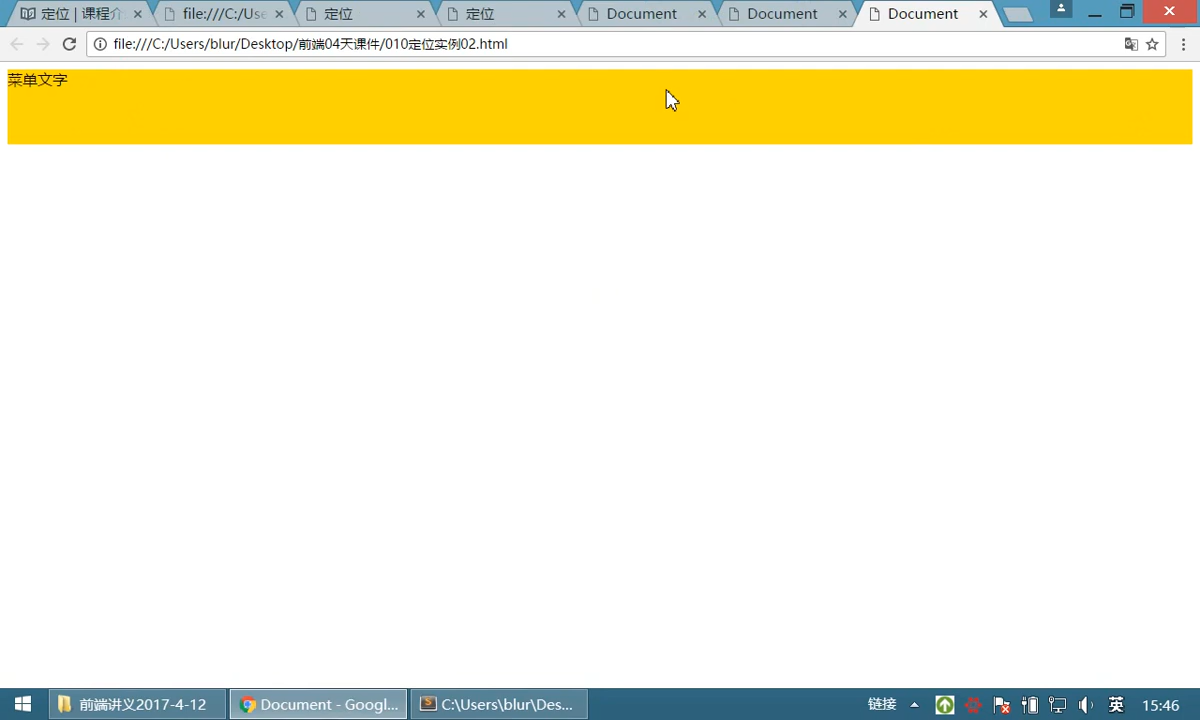 定位 | 课程介
file:///C:/Use
定位
定位
Document
Document
Document
file:///C:/Users/blur/Desktop/前端04天课件/010定位实例02.html
菜单文字
前端讲义2017-4-12
Document - Googl...
C:\Users\blur\Des...
链接
英
15:46